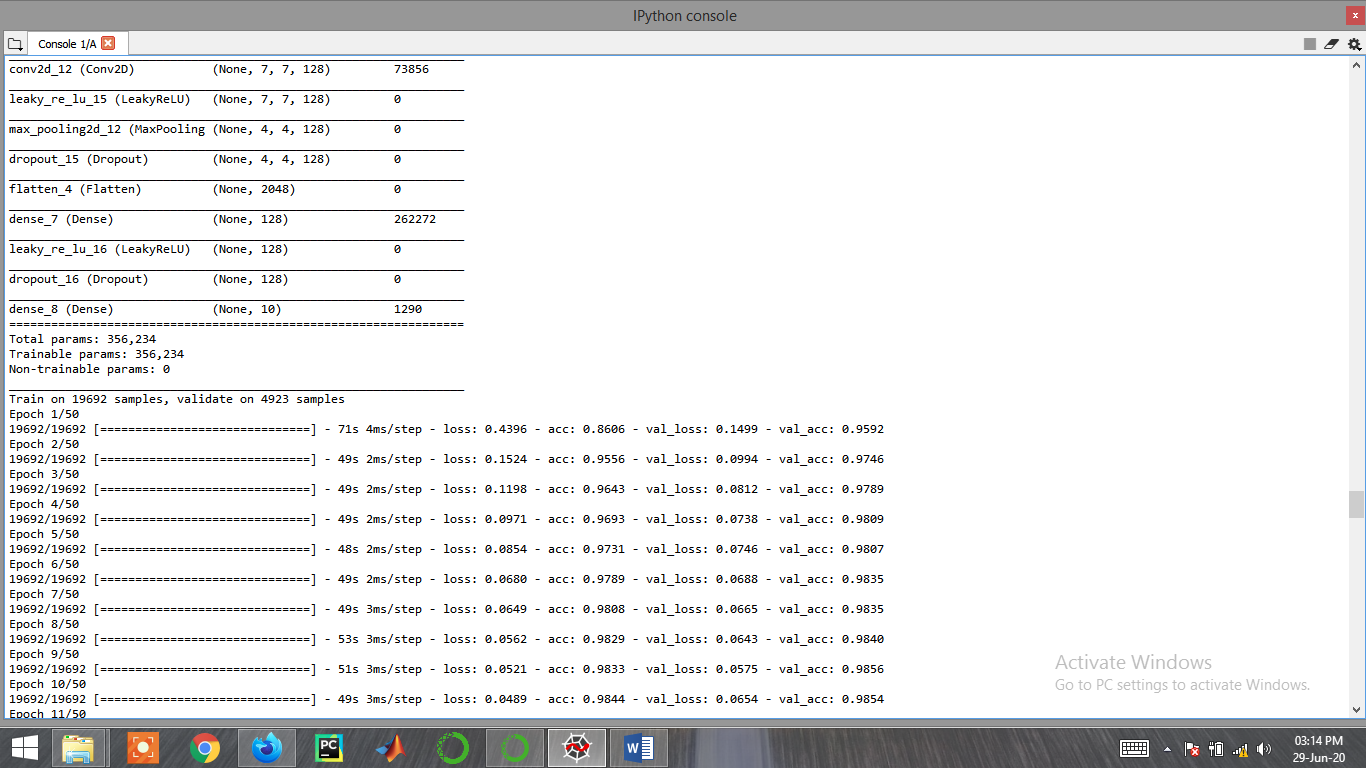 IPython console
x
Console 1/A
conv2d_12 (Conv2D) (None, 7, 7, 128) 73856
leaky_re_lu_15 (LeakyReLU) (None, 7, 7, 128) 0
max_pooling2d_12 (MaxPooling (None, 4, 4, 128) 0
dropout_15 (Dropout) (None, 4, 4, 128) 0
flatten_4 (Flatten) (None, 2048) 0
dense_7 (Dense) (None, 128) 262272
leaky_re_lu_16 (LeakyReLU) (None, 128) 0
dropout_16 (Dropout) (None, 128) 0
dense_8 (Dense) (None, 10) 1290
=================================================================
Total params: 356,234
Trainable params: 356,234
Non-trainable params: 0
Train on 19692 samples, validate on 4923 samples
Epoch 1/50
19692/19692 [==============================] - 71s 4ms/step - loss: 0.4396 - acc: 0.8606 - val_loss: 0.1499 - val_acc: 0.9592
Epoch 2/50
19692/19692 [==============================] - 49s 2ms/step - loss: 0.1524 - acc: 0.9556 - val_loss: 0.0994 - val_acc: 0.9746
Epoch 3/50
19692/19692 [==============================] - 49s 2ms/step - loss: 0.1198 - acc: 0.9643 - val_loss: 0.0812 - val_acc: 0.9789
Epoch 4/50
19692/19692 [==============================] - 49s 2ms/step - loss: 0.0971 - acc: 0.9693 - val_loss: 0.0738 - val_acc: 0.9809
Epoch 5/50
19692/19692 [==============================] - 48s 2ms/step - loss: 0.0854 - acc: 0.9731 - val_loss: 0.0746 - val_acc: 0.9807
Epoch 6/50
19692/19692 [==============================] - 49s 2ms/step - loss: 0.0680 - acc: 0.9789 - val_loss: 0.0688 - val_acc: 0.9835
Epoch 7/50
19692/19692 [==============================] - 49s 3ms/step - loss: 0.0649 - acc: 0.9808 - val_loss: 0.0665 - val_acc: 0.9835
Epoch 8/50
19692/19692 [==============================] - 53s 3ms/step - loss: 0.0562 - acc: 0.9829 - val_loss: 0.0643 - val_acc: 0.9840
Epoch 9/50
19692/19692 [==============================] - 51s 3ms/step - loss: 0.0521 - acc: 0.9833 - val_loss: 0.0575 - val_acc: 0.9856
Epoch 10/50
19692/19692 [==============================] - 49s 3ms/step - loss: 0.0489 - acc: 0.9844 - val_loss: 0.0654 - val_acc: 0.9854
Epoch 11/50
Activate Windows
Go to PC settings to activate Windows.
PC
W
03:14 PM
29-Jun-20